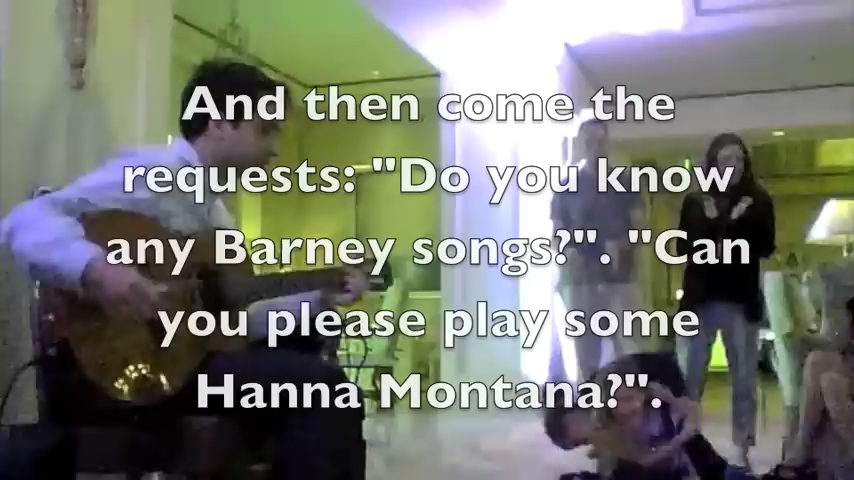 And then come the
requests: "Do you know
any Barney songs?". "Can
you please play some
Hanna Montana?".